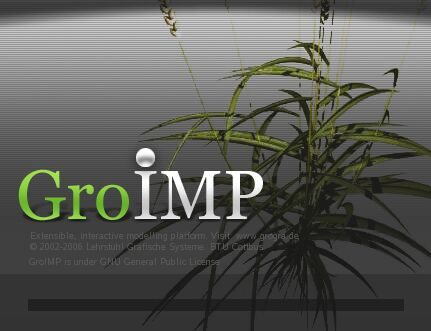 GroIMP
Extensible, interactive modelling platform. Visit www.grogra.de
© 2002-2006 Lehrstuhl Grafische Systeme, BTU Cottbus
GroIMP is under GNU General Public License